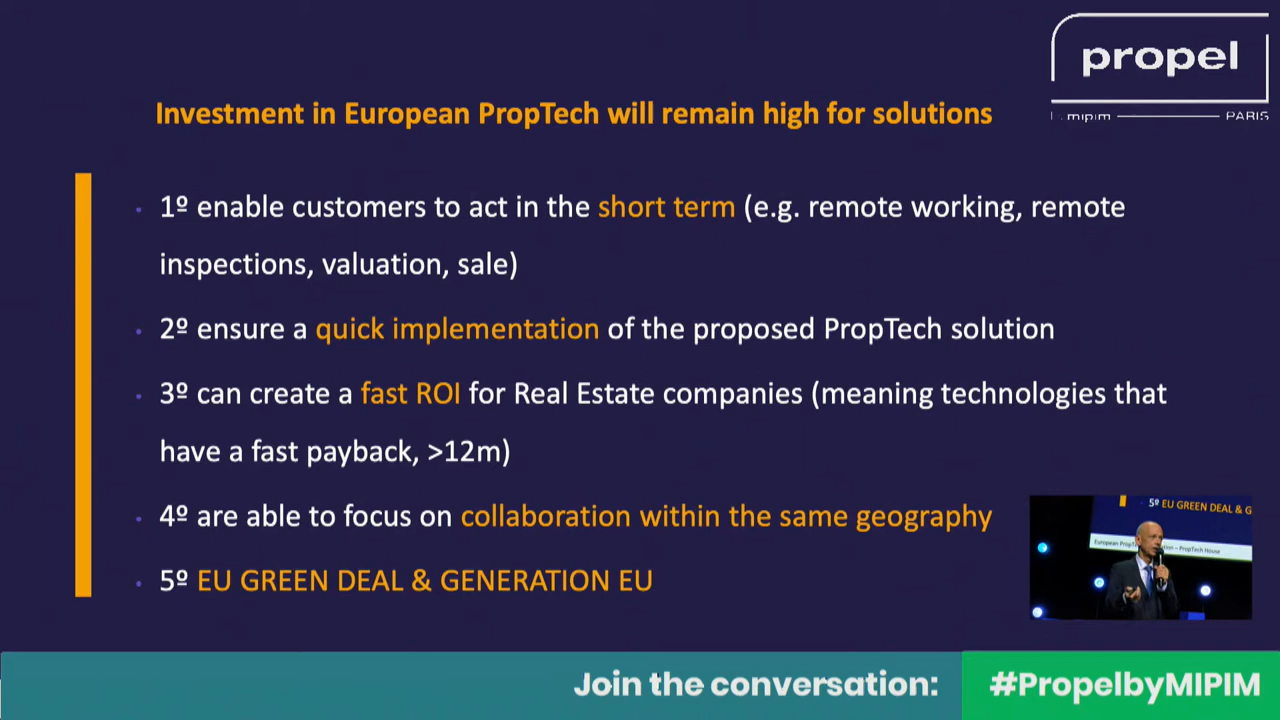 propel
mipim
PARIS
Investment in European PropTech will remain high for solutions
1º enable customers to act in the short term (e.g. remote working, remote
inspections, valuation, sale)
2º ensure a quick implementation of the proposed PropTech solution
3º can create a fast ROI for Real Estate companies (meaning technologies that
have a fast payback, >12m)
4º are able to focus on collaboration within the same geography
5º EU GREEN DEAL & GENERATION EU
5º EU GREEN DEAL & G
European – PropTech House
Join the conversation: #PropelbyMIPIM